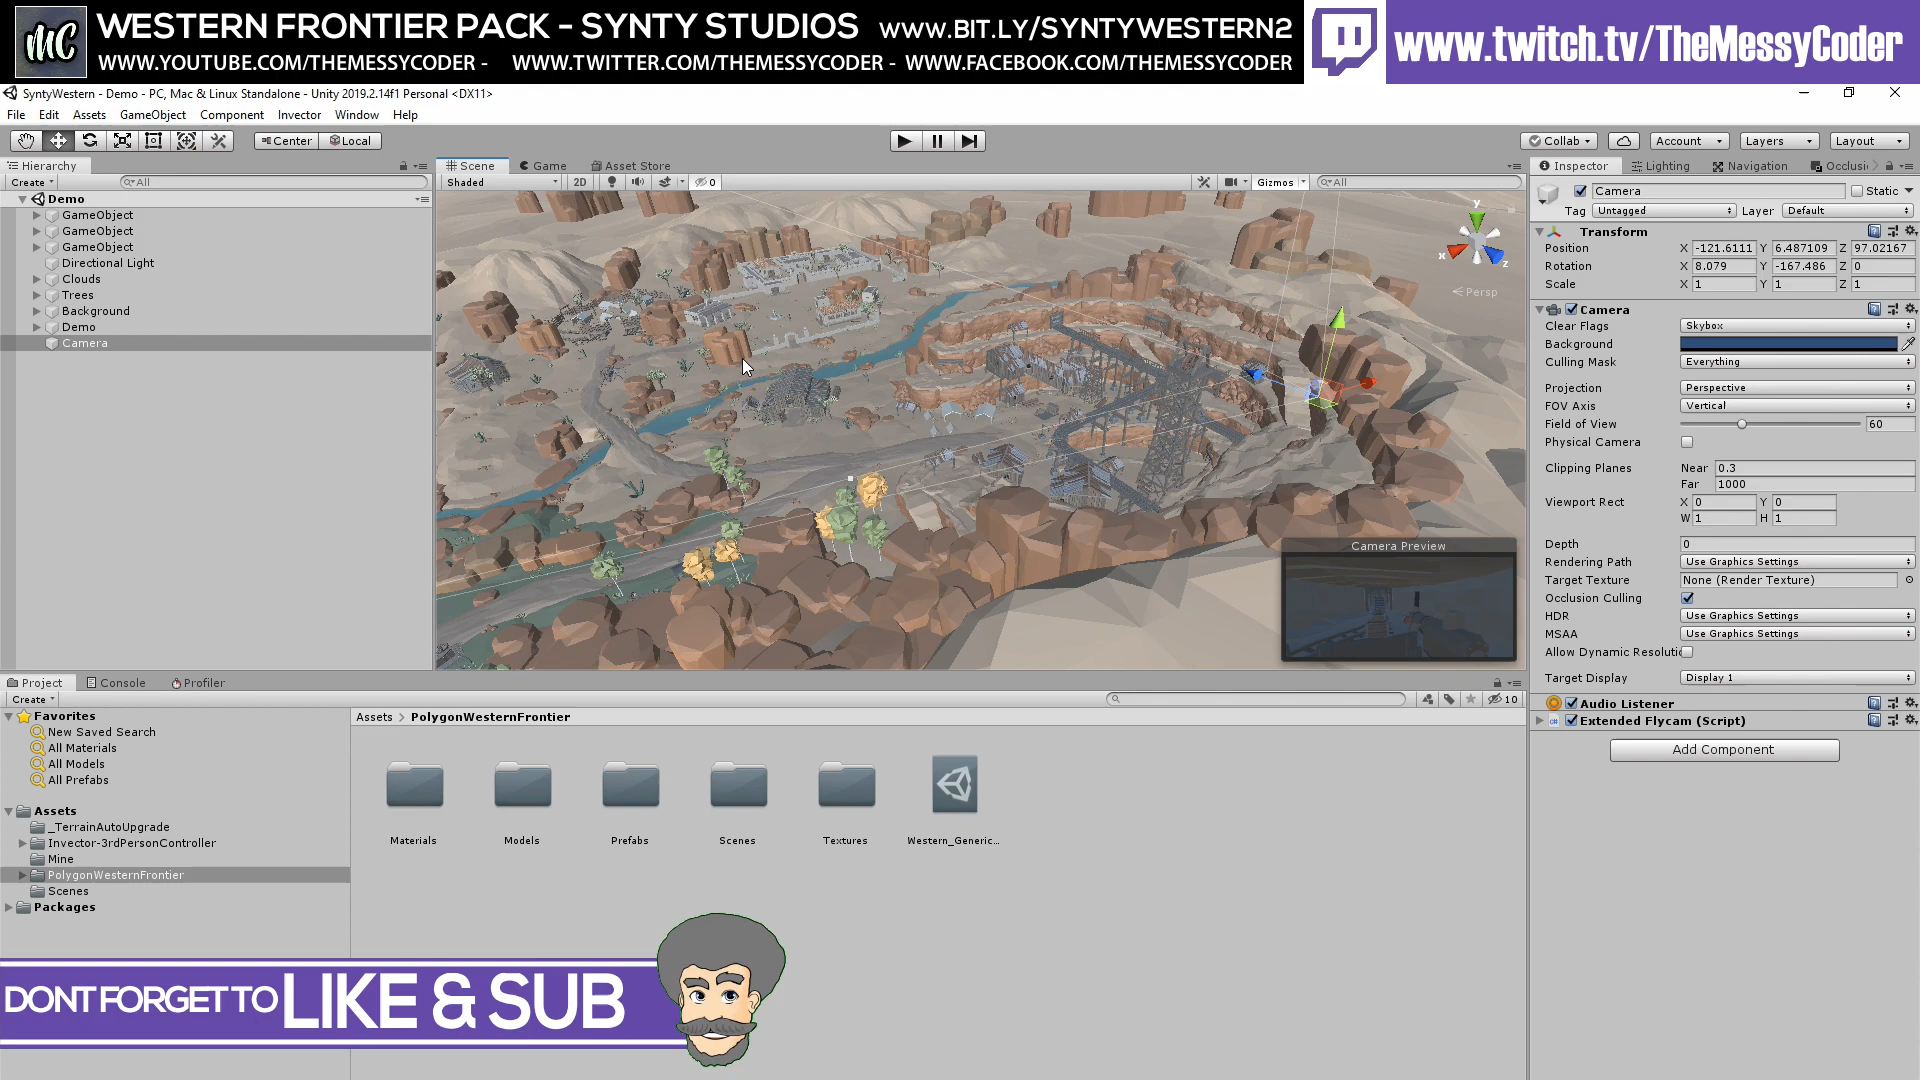 MC
WESTERN FRONTIER PACK - SYNTY STUDIOS WWW.BIT.LY/SYNTYWESTERN2
WWW.YOUTUBE.COM/THEMESSYCODER - WWW.TWITTER.COM/THEMESSYCODER - WWW.FACEBOOK.COM/THEMESSYCODER
www.twitch.tv/TheMessyCoder
SyntyWestern - Demo - PC, Mac & Linux Standalone - Unity 2019.2.14f1 Personal <DX11>
File Edit Assets GameObject Component Invector Window Help
Center Local Collab Account Layers Layout
Hierarchy
Create All
Demo
GameObject
GameObject
GameObject
Directional Light
Clouds
Trees
Background
Demo
Camera
Scene Game Asset Store
Shaded 2D 0 Gizmos All
y
x
z
Persp
Camera Preview
Inspector Lighting Navigation Occlusi
Camera Static
Tag Untagged Layer Default
Transform
Position X -121.6111 Y 6.487109 Z 97.02167
Rotation X 8.079 Y -167.486 Z 0
Scale X 1 Y 1 Z 1
Camera
Clear Flags Skybox
Background
Culling Mask Everything
Projection Perspective
FOV Axis Vertical
Field of View 60
Physical Camera
Clipping Planes Near 0.3
Far 1000
Viewport Rect X 0 Y 0
W 1 H 1
Depth 0
Rendering Path Use Graphics Settings
Target Texture None (Render Texture)
Occlusion Culling
HDR Use Graphics Settings
MSAA Use Graphics Settings
Allow Dynamic Resolutio
Target Display Display 1
Audio Listener
Extended Flycam (Script)
Add Component
Project Console Profiler
Create 10
Favorites
New Saved Search
All Materials
All Models
All Prefabs
Assets
_TerrainAutoUpgrade
Invector-3rdPersonController
Mine
PolygonWesternFrontier
Scenes
Packages
Assets > PolygonWesternFrontier
Materials Models Prefabs Scenes Textures Western_Generic...
DONT FORGET TO LIKE & SUB